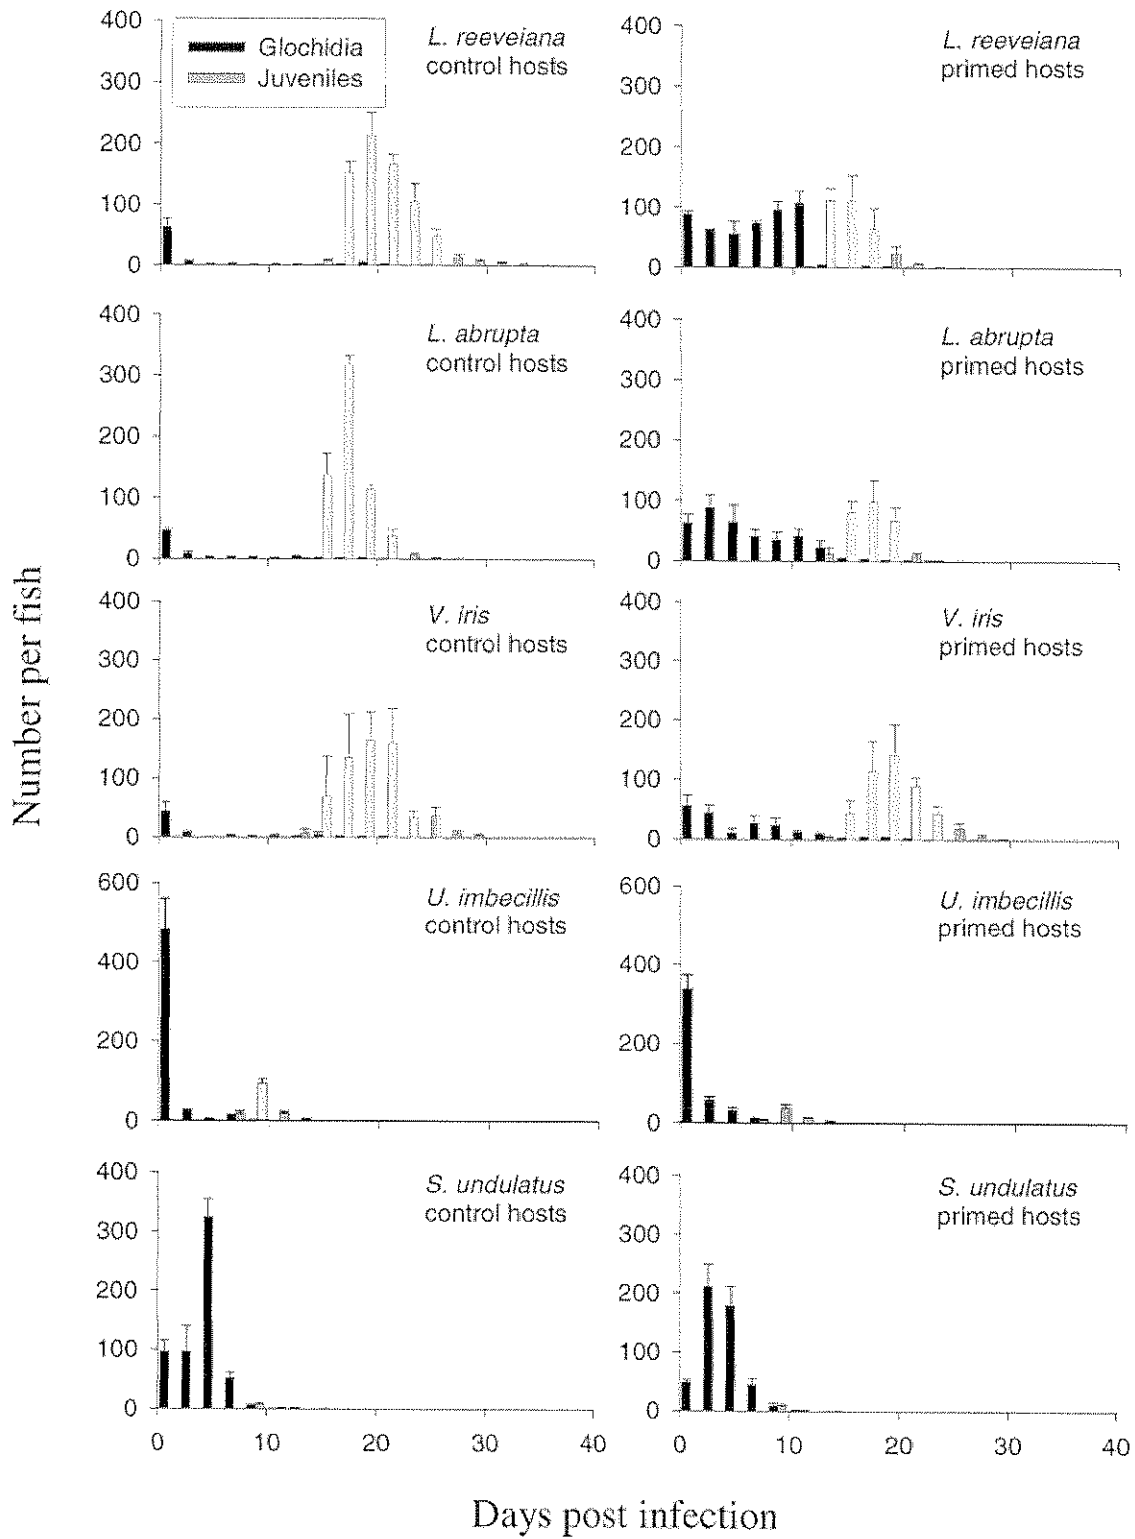 400
300
200
100
0
Glochidia
Juveniles
L. reeveiana
control hosts
400
300
200
100
0
L. reeveiana
primed hosts
400
300
200
100
0
L. abrupta
control hosts
400
300
200
100
0
L. abrupta
primed hosts
Number per fish
400
300
200
100
0
V. iris
control hosts
400
300
200
100
0
V. iris
primed hosts
600
400
200
0
U. imbecillis
control hosts
600
400
200
0
U. imbecillis
primed hosts
400
300
200
100
0
S. undulatus
control hosts
0 10 20 30 40
400
300
200
100
0
S. undulatus
primed hosts
0 10 20 30 40
Days post infection